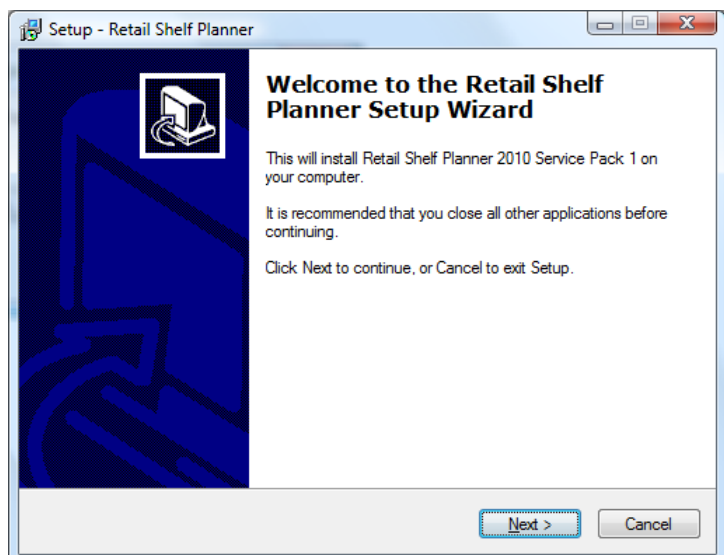 Setup - Retail Shelf Planner
Welcome to the Retail Shelf
Planner Setup Wizard
This will install Retail Shelf Planner 2010 Service Pack 1 on
your computer.
It is recommended that you close all other applications before
continuing.
Click Next to continue, or Cancel to exit Setup.
Next >
Cancel